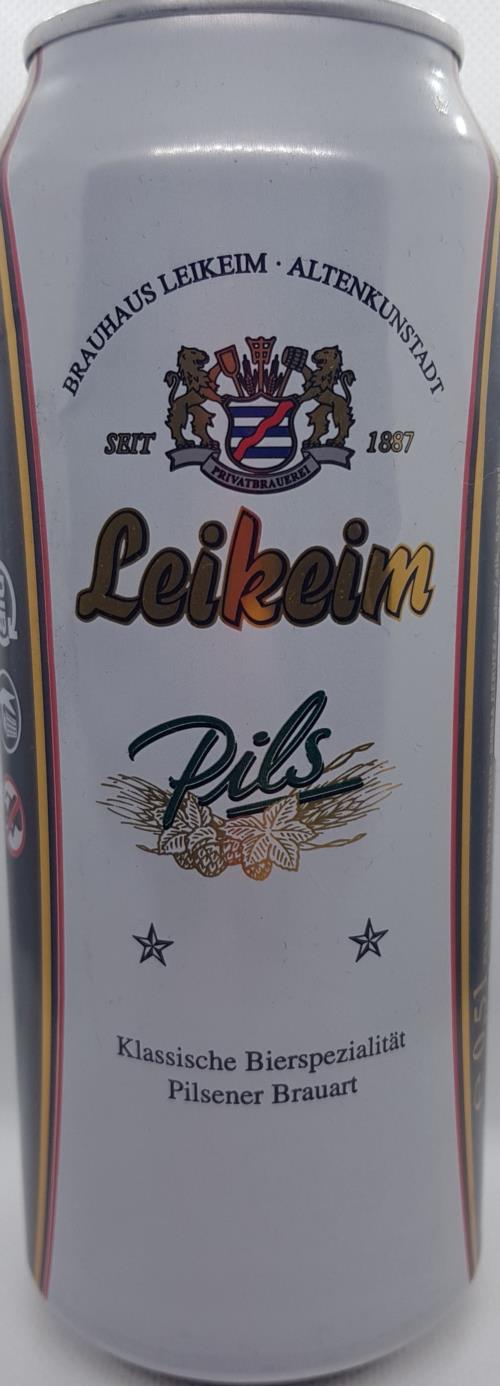 BRAUHAUS LEIKEIM · ALTENKUNSTADT
SEIT 1887
PRIVATBRAUEREI
Leikeim
Pils
Klassische Bierspezialität
Pilsener Brauart